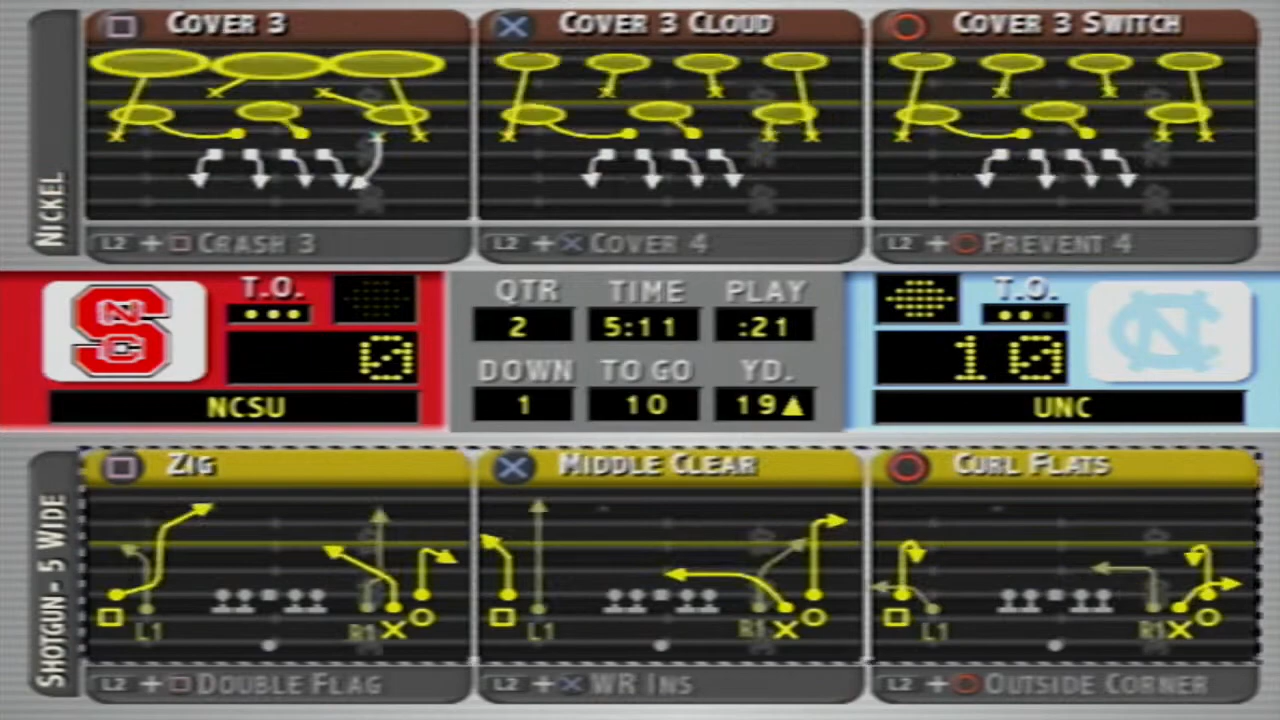 COVER 3
COVER 3 CLOUD
COVER 3 SWITCH
NICKEL
L2 + CRASH 3
L2 + COVER 4
L2 + PREVENT 4
T.O.
QTR TIME PLAY
T.O.
2 5:11 :21
0
DOWN TO GO YD.
10
1 10 19
NCSU
UNC
NC
S
NC
ZIG
MIDDLE CLEAR
CURL FLATS
SHOTGUN - 5 WIDE
L1 R1
L1 R1
L1 R1
L2 + DOUBLE FLAG
L2 + WR INS
L2 + OUTSIDE CORNER